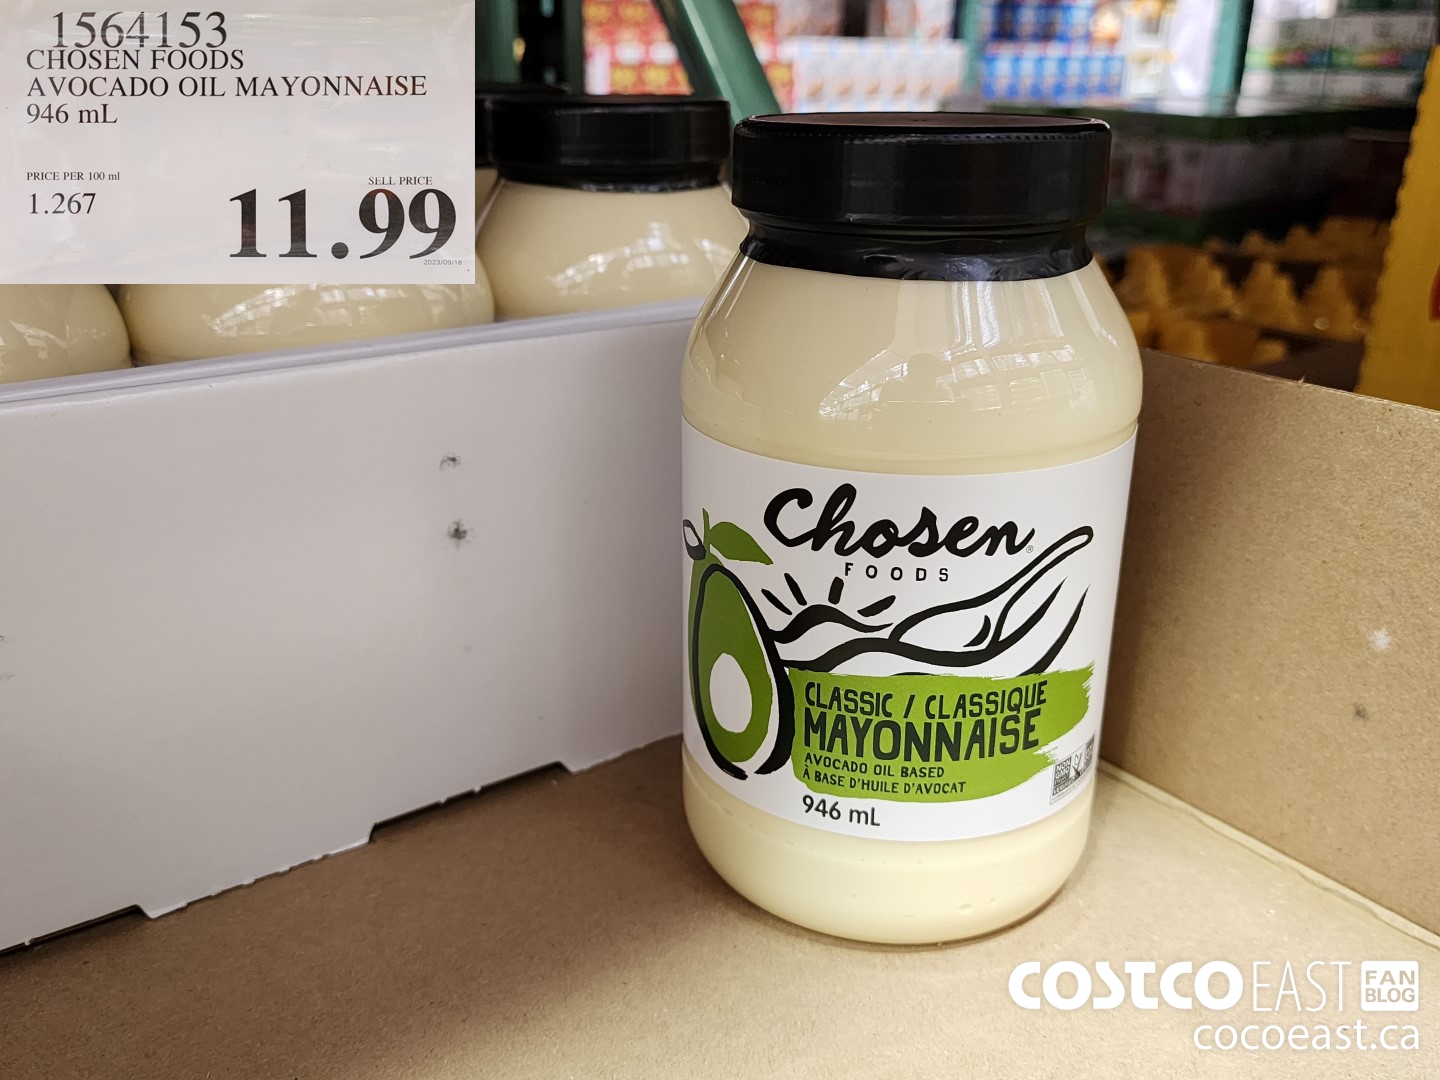 1564153
CHOSEN FOODS
AVOCADO OIL MAYONNAISE
946 mL
PRICE PER 100 ml
1.267
SELL PRICE
11.99
2023/09/18
Chosen®
FOODS
CLASSIC / CLASSIQUE
MAYONNAISE
AVOCADO OIL BASED
À BASE D'HUILE D'AVOCAT
946 mL
COSTCO EAST FAN BLOG
cocoeast.ca